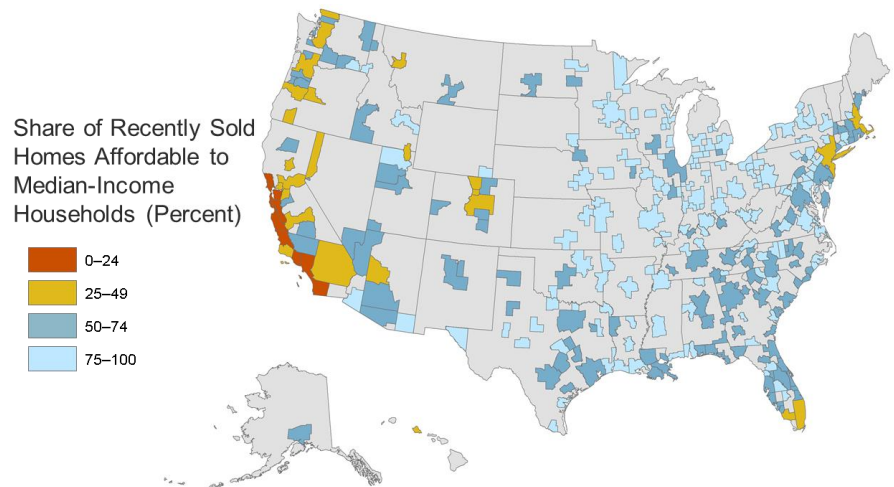 Share of Recently Sold
Homes Affordable to
Median-Income
Households (Percent)
0–24
25–49
50–74
75–100